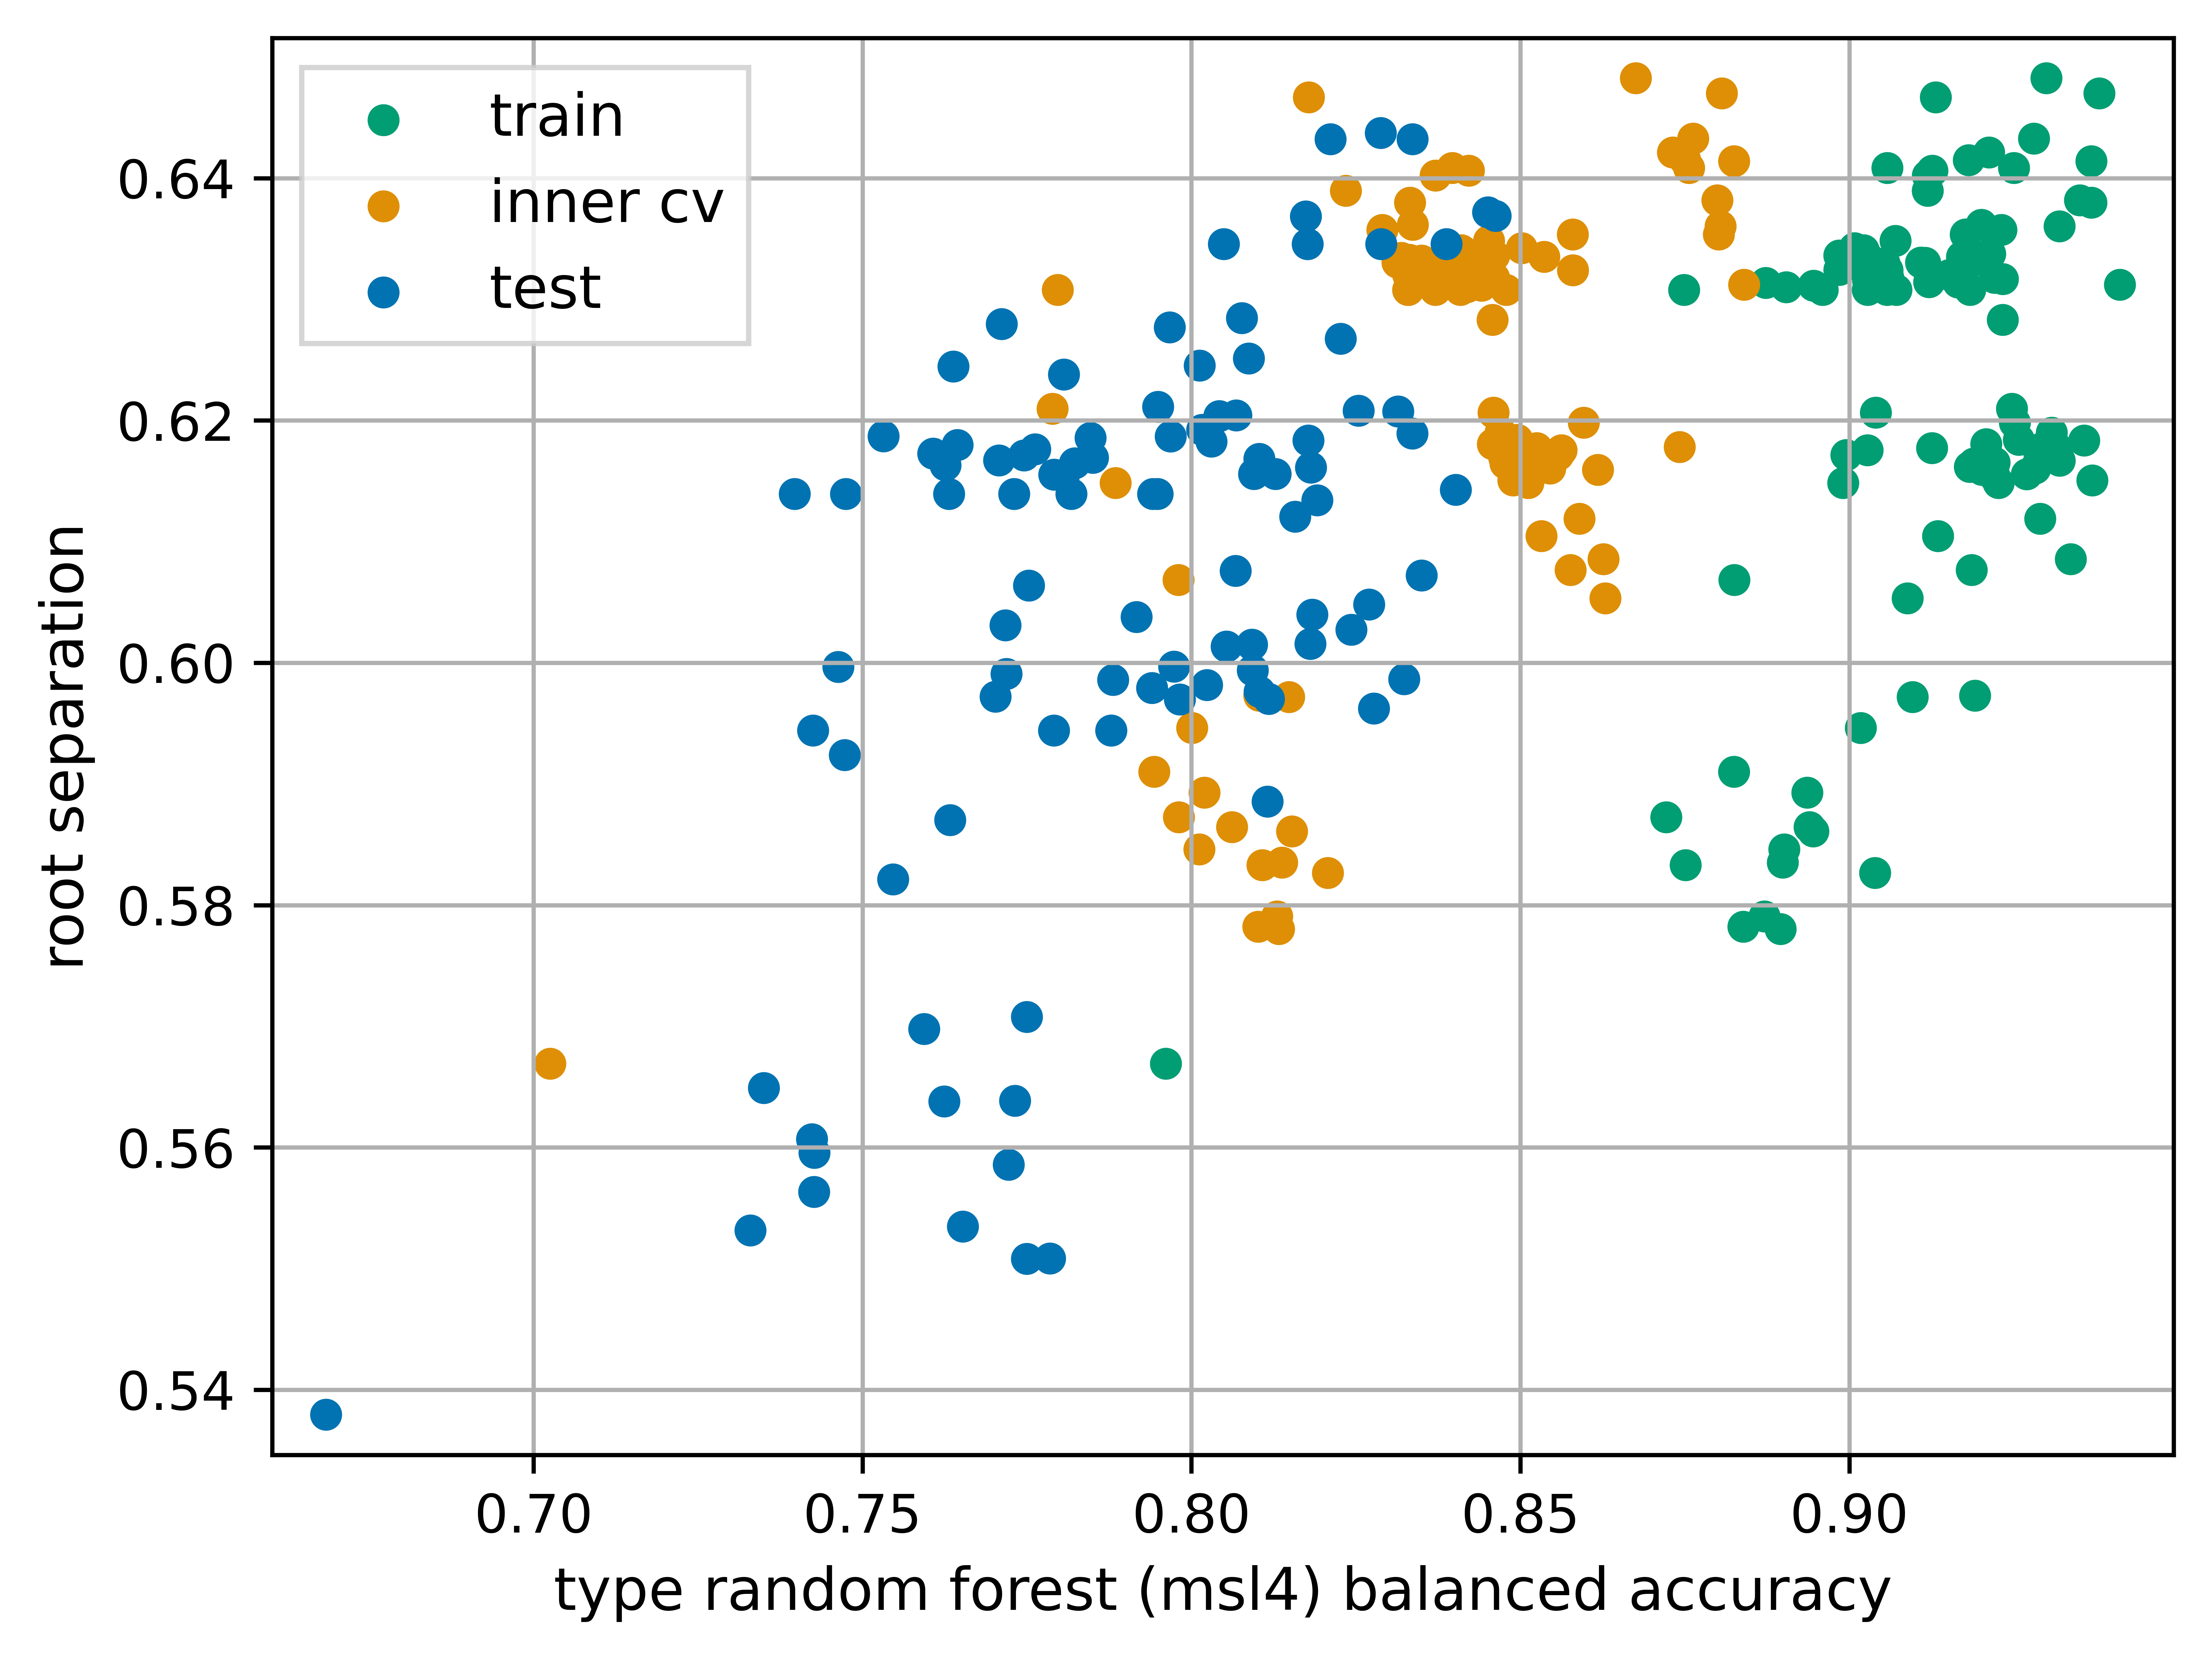 train
inner cv
test
0.64
0.62
0.60
0.58
0.56
0.54
root separation
0.70 0.75 0.80 0.85 0.90
type random forest (msl4) balanced accuracy